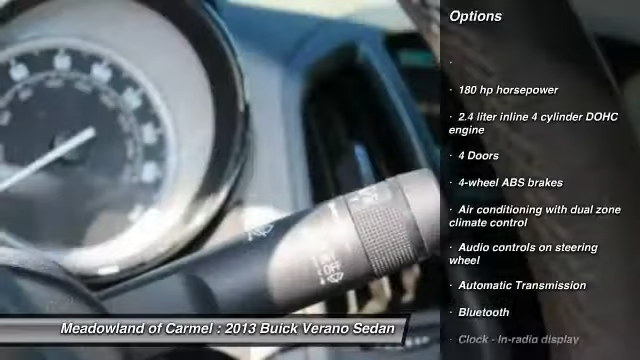 Options
·
· 180 hp horsepower
· 2.4 liter inline 4 cylinder DOHC
engine
· 4 Doors
· 4-wheel ABS brakes
· Air conditioning with dual zone
climate control
· Audio controls on steering
wheel
· Automatic Transmission
· Bluetooth
· Clock - In-radio display
Meadowland of Carmel : 2013 Buick Verano Sedan